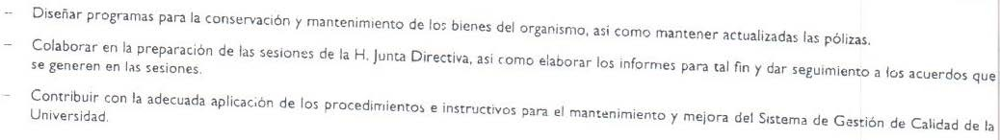 – Diseñar programas para la conservación y mantenimiento de los bienes del organismo, asi como mantener actualizadas las pólizas.
– Colaborar en la preparación de las sesiones de la H. Junta Directiva, asi como elaborar los informes para tal fin y dar seguimiento a los acuerdos que
se generen en las sesiones.
– Contribuir con la adecuada aplicación de los procedimientos e instructivos para el mantenimiento y mejora del Sistema de Gestión de Calidad de la
Universidad.